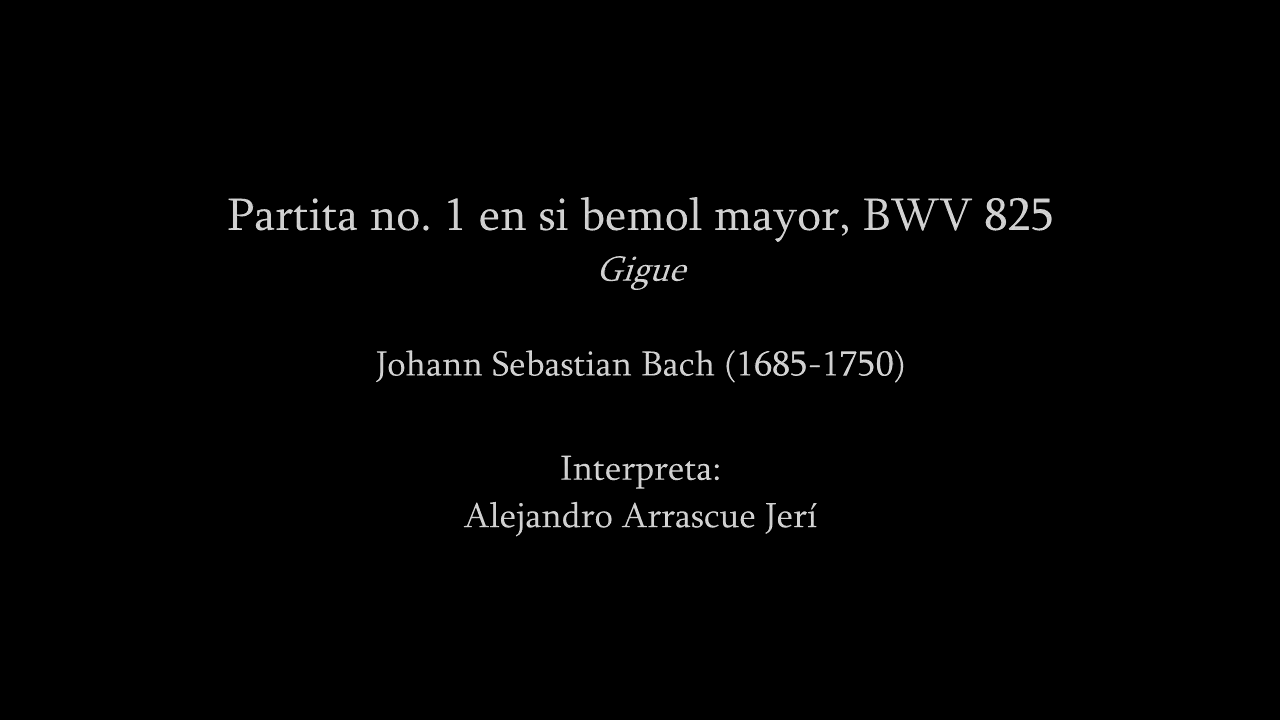 Partita no. 1 en si bemol mayor, BWV 825
Gigue
Johann Sebastian Bach (1685-1750)
Interpreta:
Alejandro Arrascue Jerí